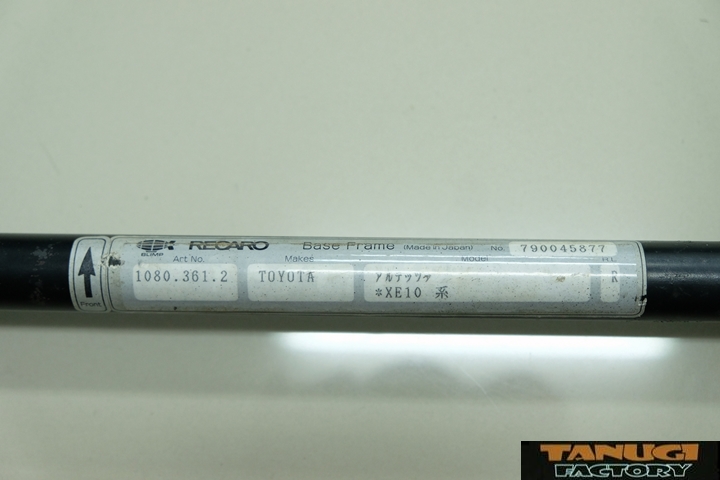 RECARO Base Frame (Made in Japan) No. 790045877
BLIMP
Art No. Makes Model
1080.361.2 TOYOTA アルテッツァ R
*XE10 系
Front
TANUGI
FACTORY